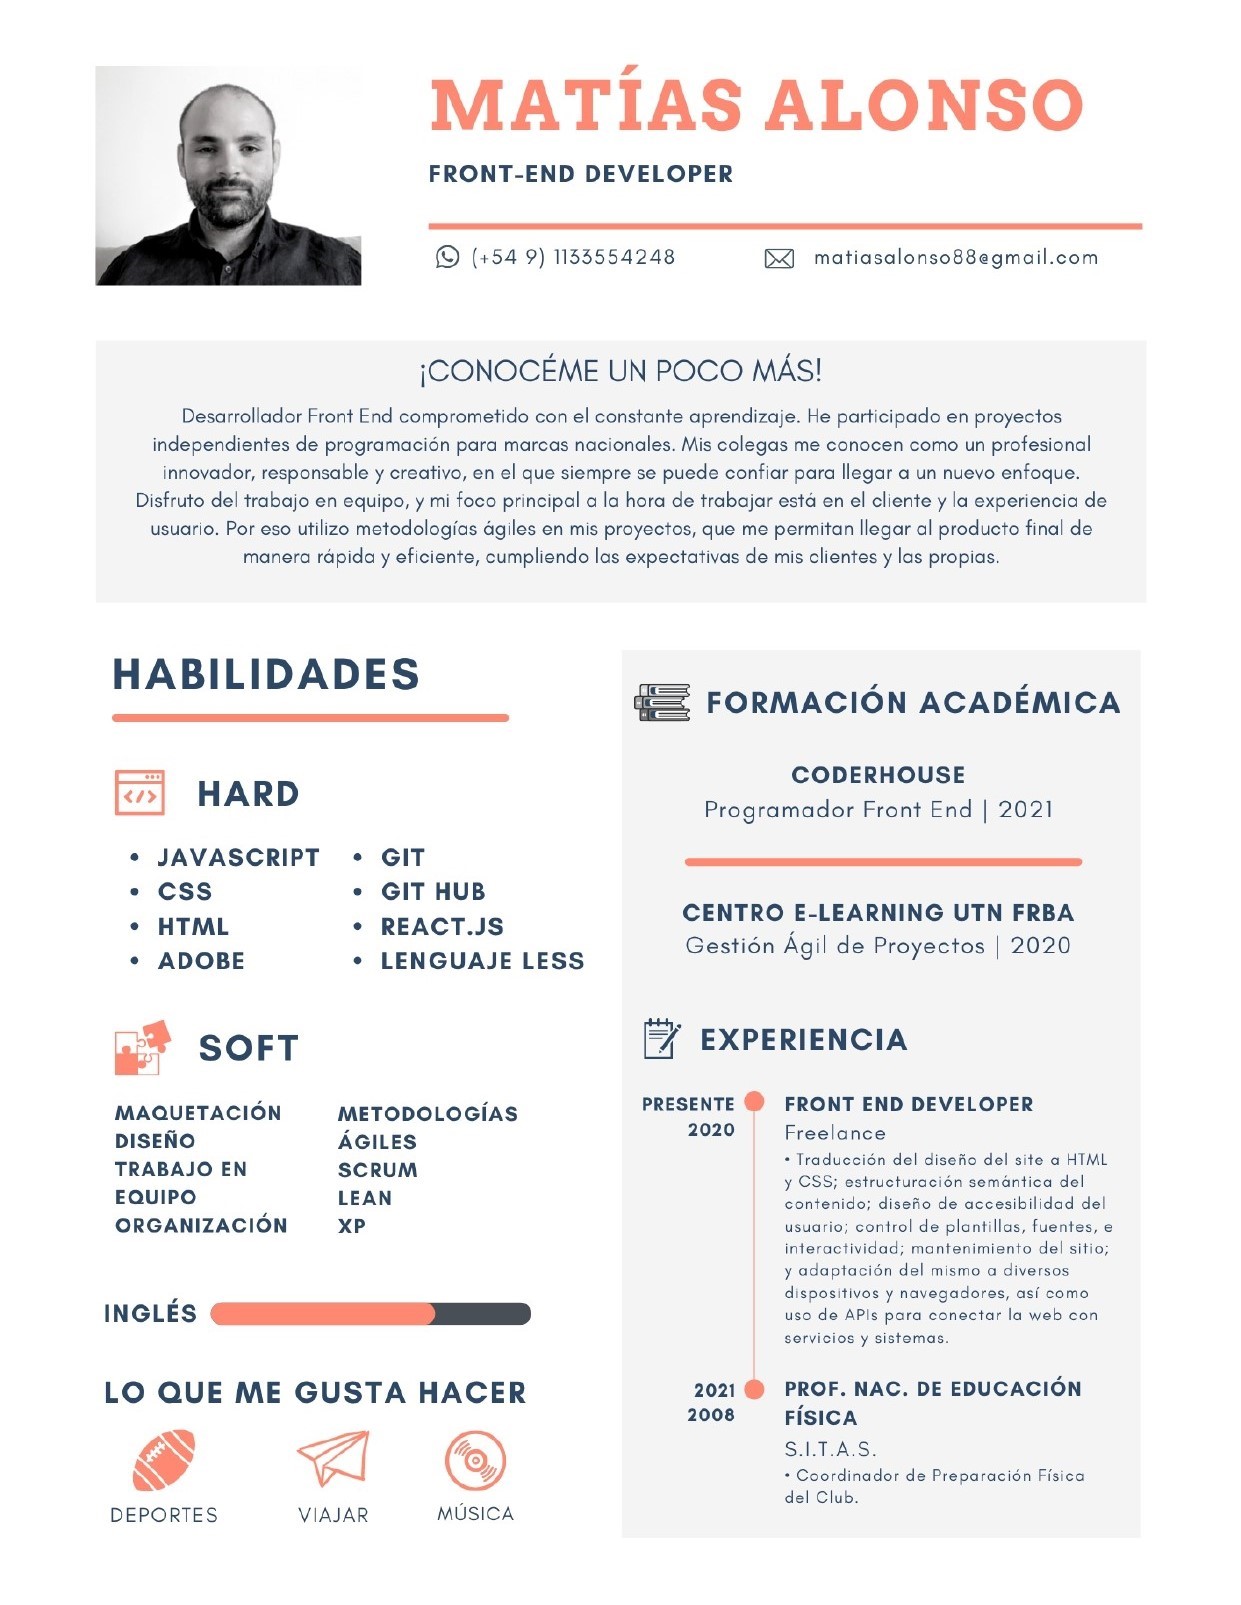 MATÍAS ALONSO
FRONT-END DEVELOPER
(+54 9) 1133554248
matiasalonso88@gmail.com
¡CONOCÉME UN POCO MÁS!
Desarrollador Front End comprometido con el constante aprendizaje. He participado en proyectos
independientes de programación para marcas nacionales. Mis colegas me conocen como un profesional
innovador, responsable y creativo, en el que siempre se puede confiar para llegar a un nuevo enfoque.
Disfruto del trabajo en equipo, y mi foco principal a la hora de trabajar está en el cliente y la experiencia de
usuario. Por eso utilizo metodologías ágiles en mis proyectos, que me permitan llegar al producto final de
manera rápida y eficiente, cumpliendo las expectativas de mis clientes y las propias.
HABILIDADES
HARD
• JAVASCRIPT
• CSS
• HTML
• ADOBE
• GIT
• GIT HUB
• REACT.JS
• LENGUAJE LESS
SOFT
MAQUETACIÓN
DISEÑO
TRABAJO EN
EQUIPO
ORGANIZACIÓN
METODOLOGÍAS
ÁGILES
SCRUM
LEAN
XP
INGLÉS
LO QUE ME GUSTA HACER
DEPORTES
VIAJAR
MÚSICA
FORMACIÓN ACADÉMICA
CODERHOUSE
Programador Front End | 2021
CENTRO E-LEARNING UTN FRBA
Gestión Ágil de Proyectos | 2020
EXPERIENCIA
PRESENTE
2020
FRONT END DEVELOPER
Freelance
• Traducción del diseño del site a HTML
y CSS; estructuración semántica del
contenido; diseño de accesibilidad del
usuario; control de plantillas, fuentes, e
interactividad; mantenimiento del sitio;
y adaptación del mismo a diversos
dispositivos y navegadores, así como
uso de APIs para conectar la web con
servicios y sistemas.
2021
2008
PROF. NAC. DE EDUCACIÓN
FÍSICA
S.I.T.A.S.
• Coordinador de Preparación Física
del Club.